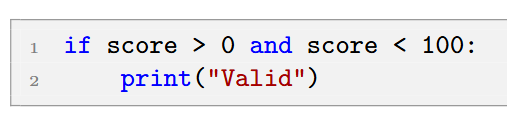 1 if score > 0 and score < 100:
2     print("Valid")